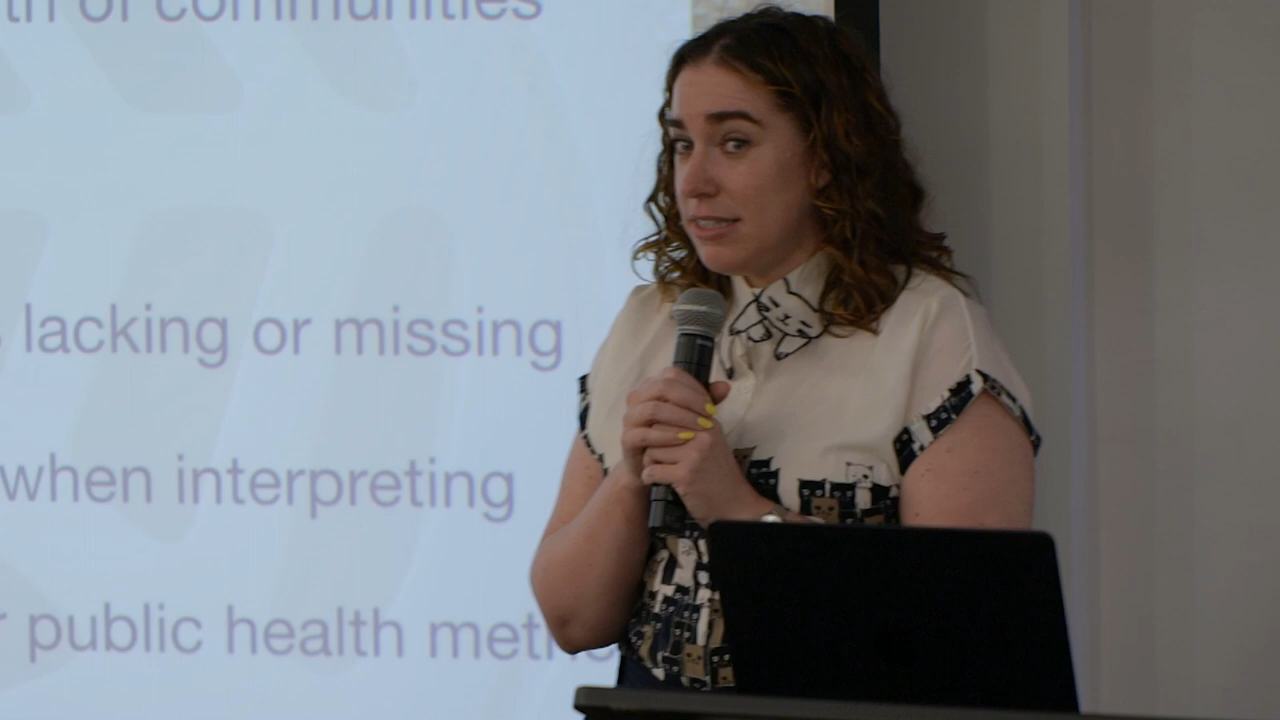 of communities
lacking or missing
when interpreting
public health